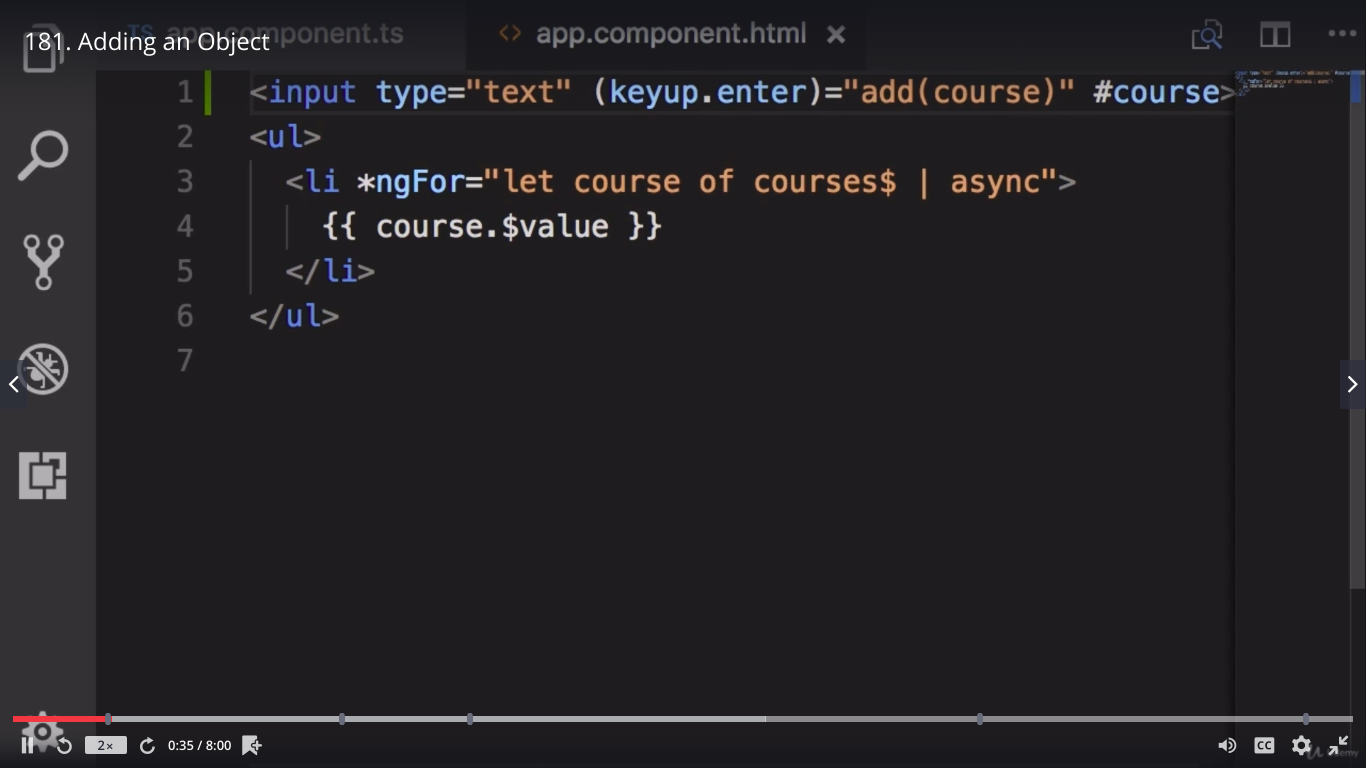 181. Adding an Object
TS app.component.ts
<> app.component.html
1 <input type="text" (keyup.enter)="add(course)" #course>
2 <ul>
3 <li *ngFor="let course of courses$ | async">
4 {{ course.$value }}
5 </li>
6 </ul>
7
2x
0:35 / 8:00
CC